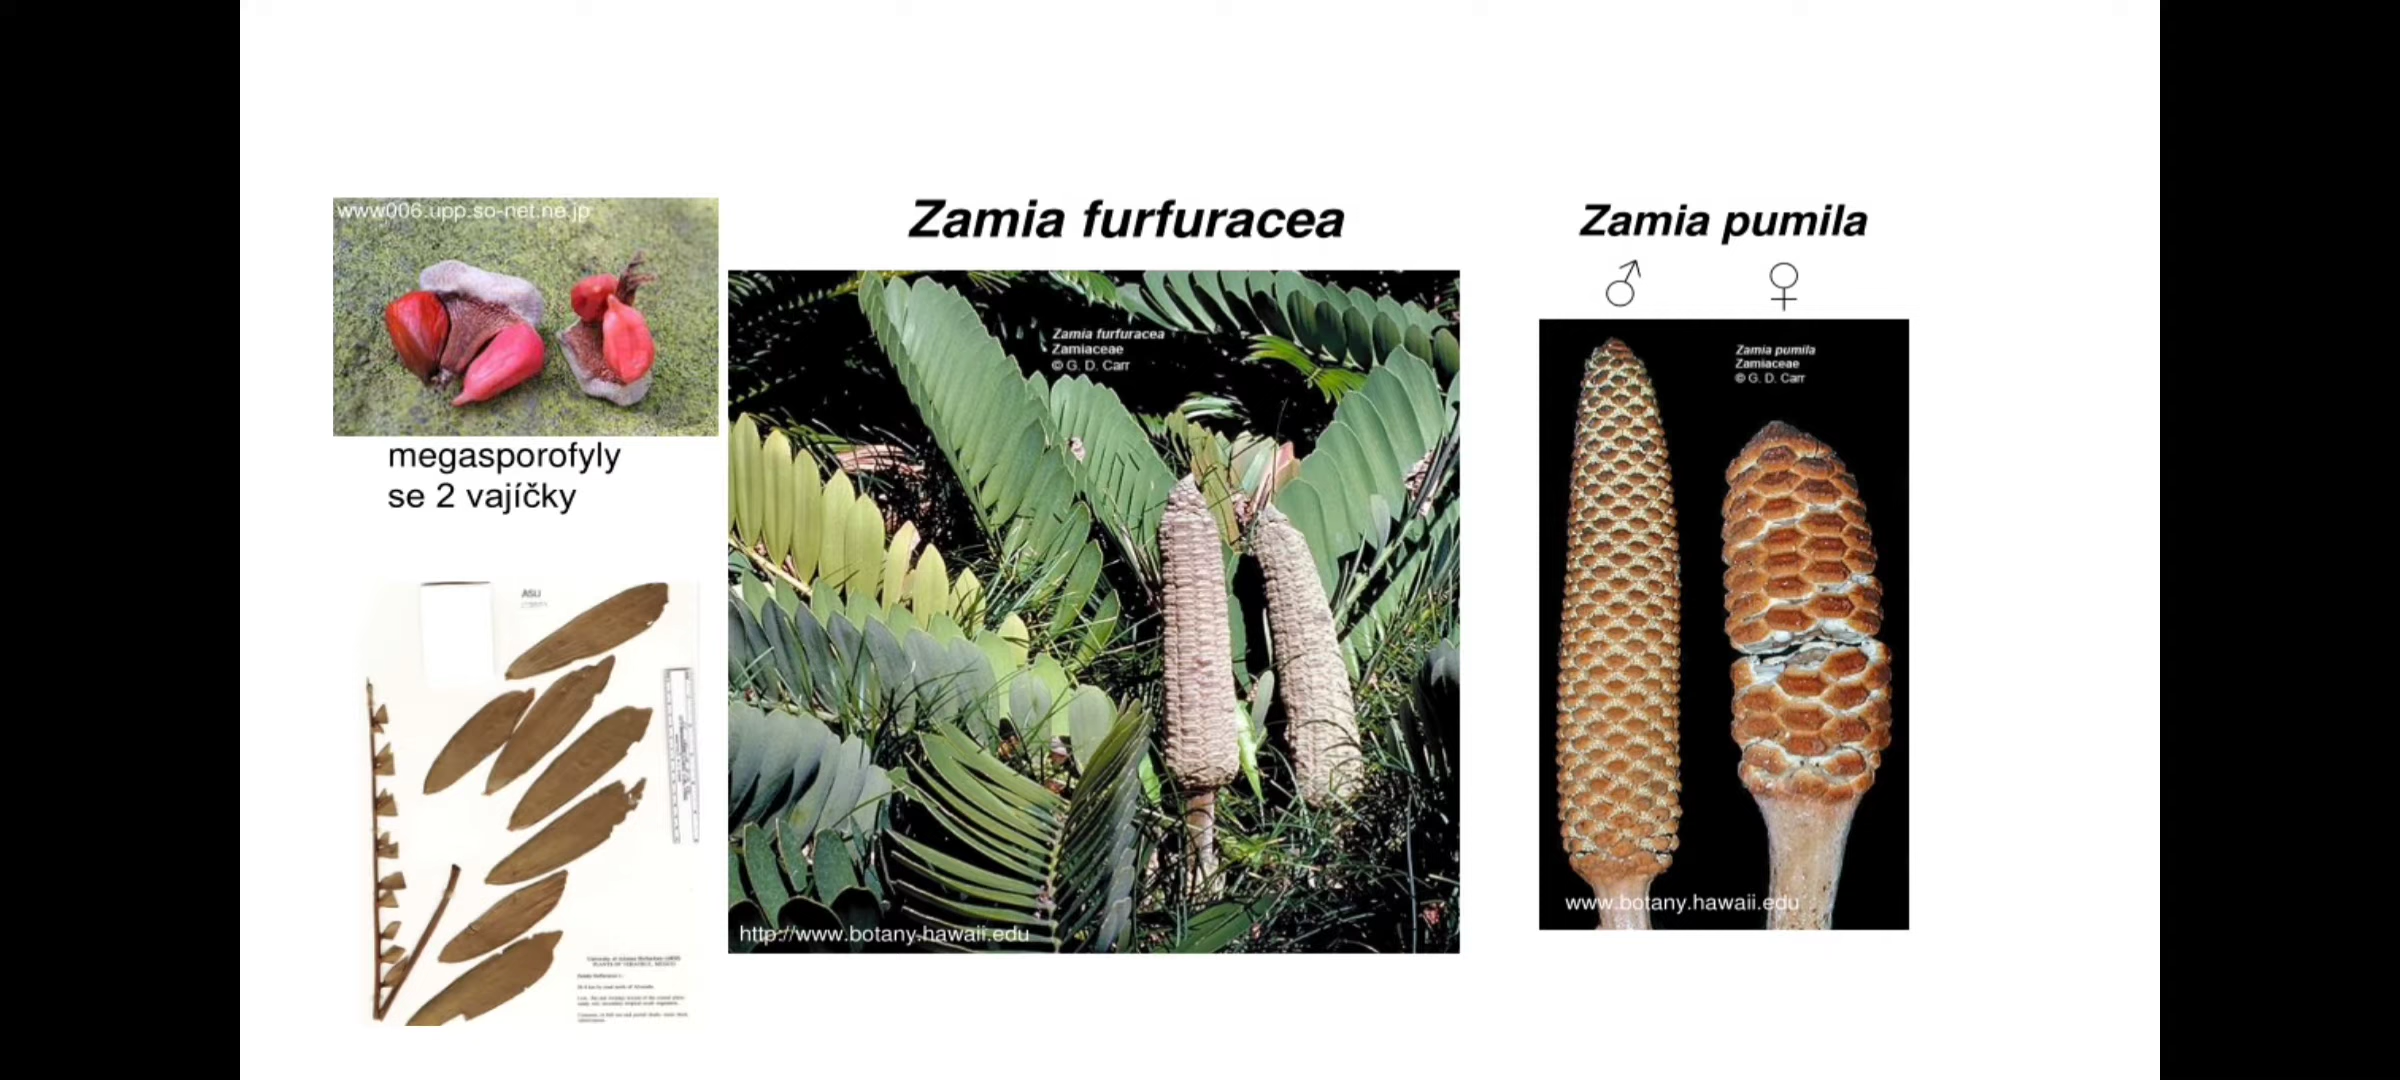 www006.upp.so-net.ne.jp
megasporofyly
se 2 vajíčky
ASU
Zamia furfuracea
Zamia furfuracea
Zamiaceae
© G. D. Carr
http://www.botany.hawaii.edu
Zamia pumila
♂ ♀
Zamia pumila
Zamiaceae
© G. D. Carr
www.botany.hawaii.edu